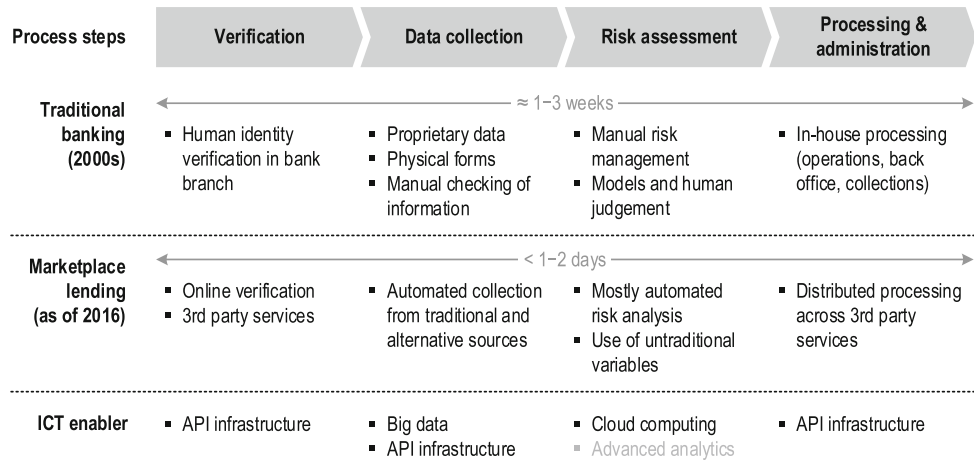 Process steps
Verification
Data collection
Risk assessment
Processing &
administration
Traditional
banking
(2000s)
≈ 1−3 weeks
▪ Human identity
verification in bank
branch
▪ Proprietary data
▪ Physical forms
▪ Manual checking of
information
▪ Manual risk
management
▪ Models and human
judgement
▪ In-house processing
(operations, back
office, collections)
Marketplace
lending
(as of 2016)
< 1−2 days
▪ Online verification
▪ 3rd party services
▪ Automated collection
from traditional and
alternative sources
▪ Mostly automated
risk analysis
▪ Use of untraditional
variables
▪ Distributed processing
across 3rd party
services
ICT enabler
▪ API infrastructure
▪ Big data
▪ API infrastructure
▪ Cloud computing
▪ Advanced analytics
▪ API infrastructure